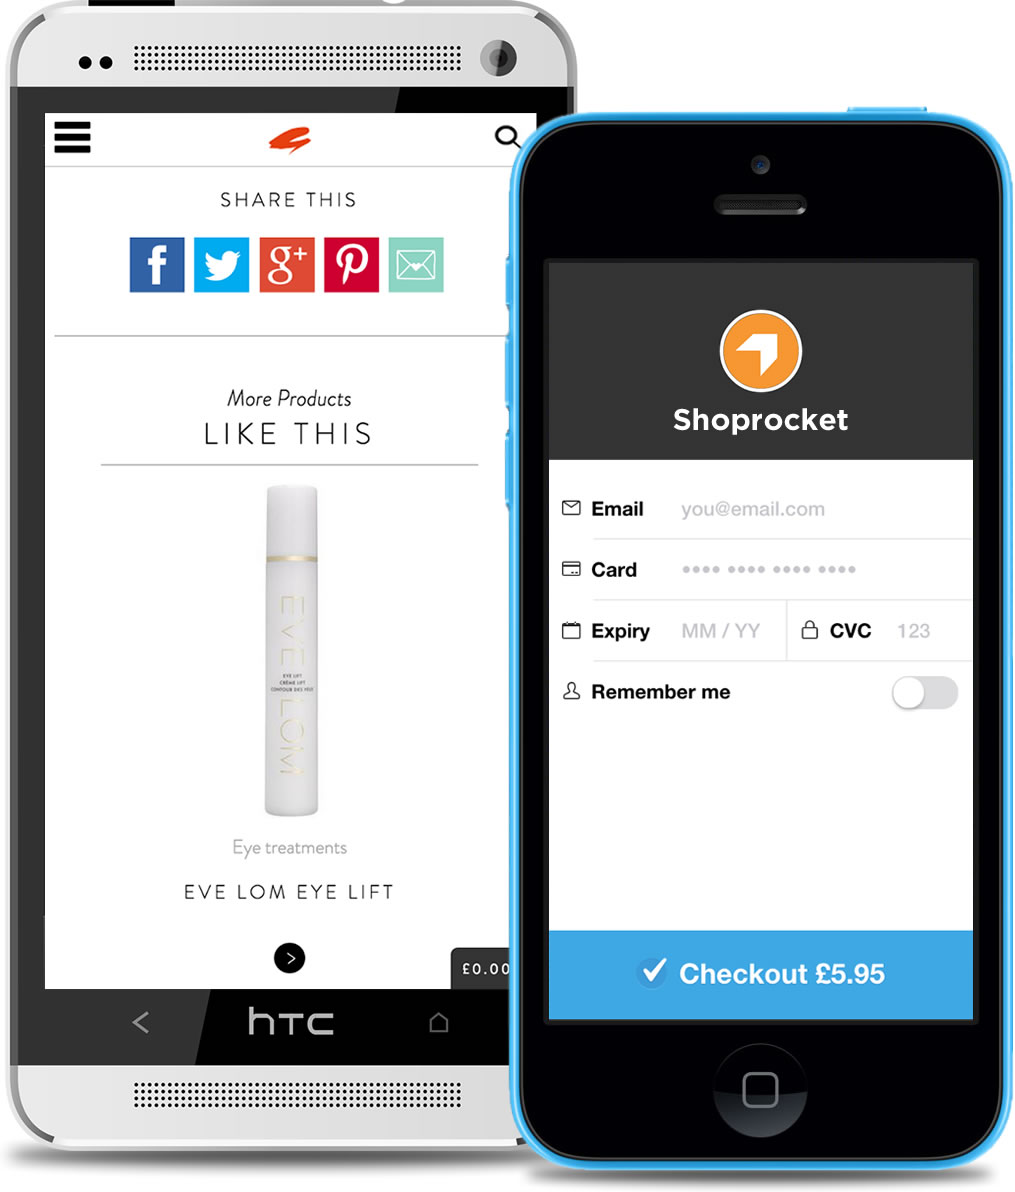 SHARE THIS
f
g+
More Products
LIKE THIS
EVE LOM
EYE LIFT
CRÈME LIFT
CONTOUR DES YEUX
Eye treatments
EVE LOM EYE LIFT
£0.00
hTC
Shoprocket
Email you@email.com
Card •••• •••• •••• ••••
Expiry MM / YY CVC 123
Remember me
Checkout £5.95